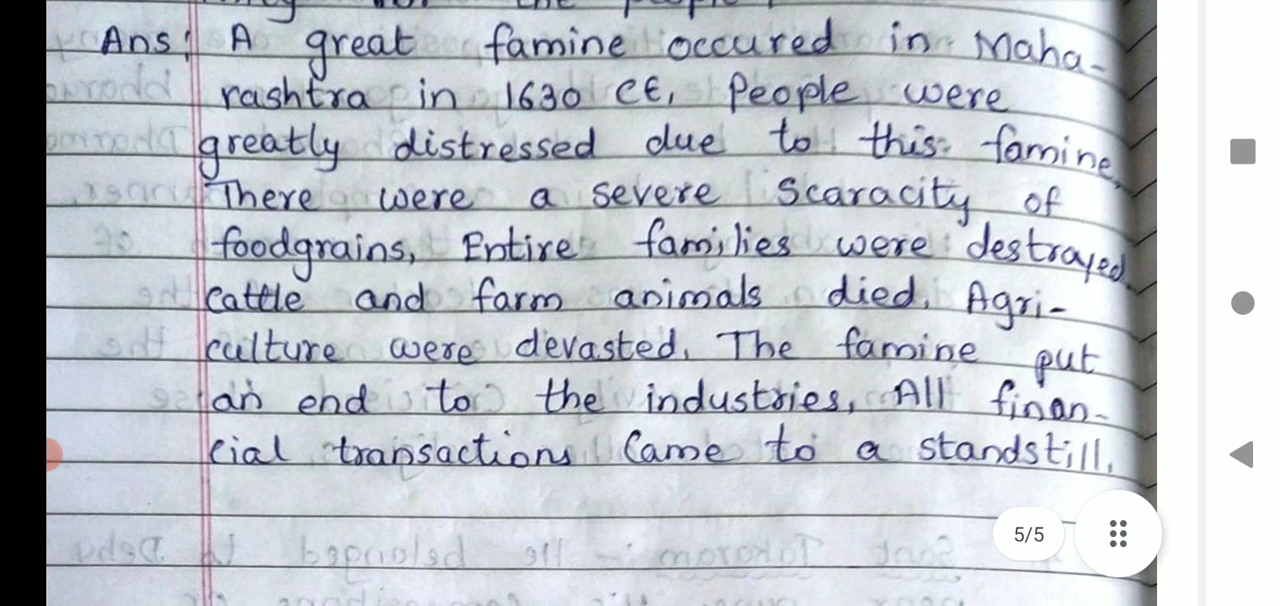 Ans: A great famine occured in Maha-
rashtra in 1630 CE. People were
greatly distressed due to this famine.
There were a severe Scaracity of
foodgrains, Entire families were destrayed.
Cattle and farm animals died. Agri-
culture were devasted. The famine put
an end to the industries, All finan-
cial transactions Came to a standstill.
5/5